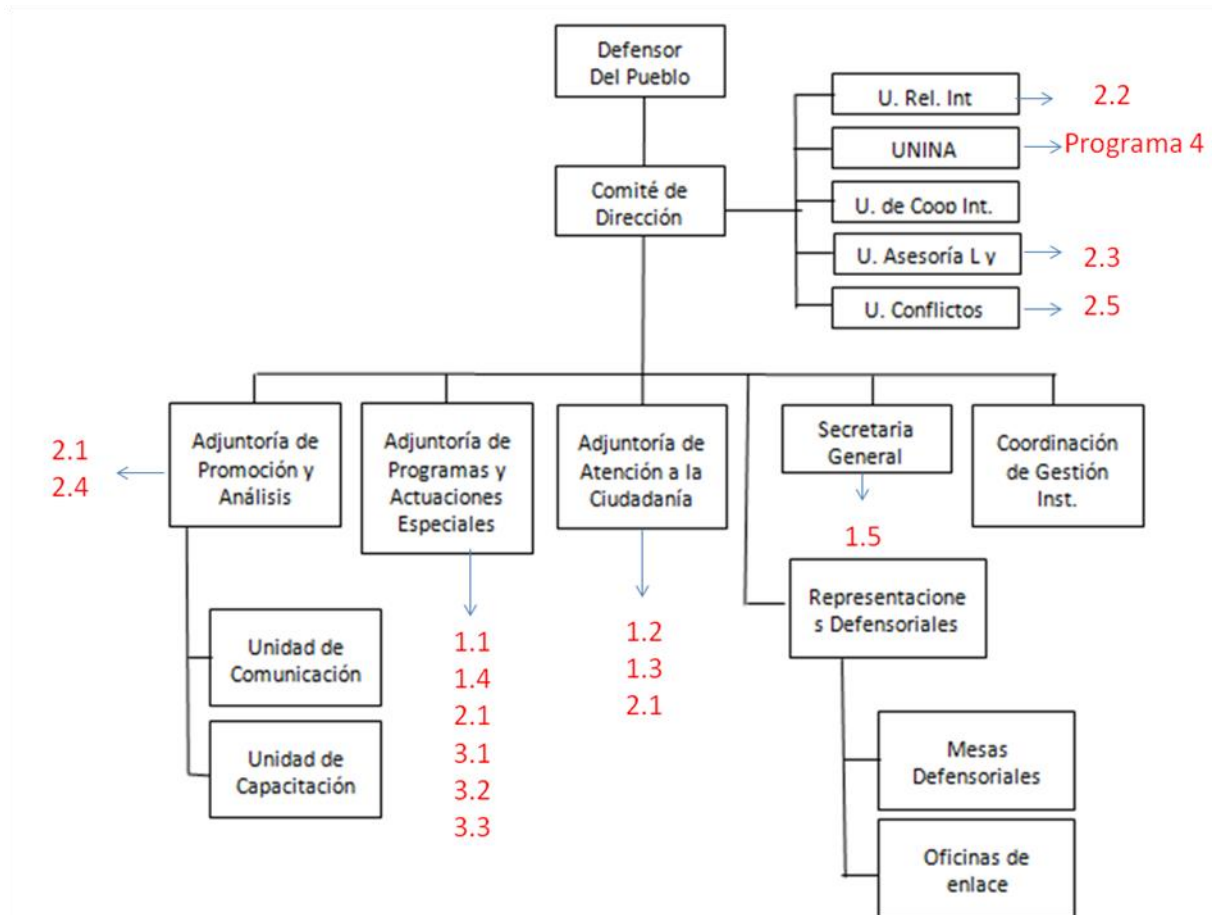 Defensor
Del Pueblo
Comité de
Dirección
U. Rel. Int
2.2
UNINA
Programa 4
U. de Coop Int.
U. Asesoría L y
2.3
U. Conflictos
2.5
2.1
2.4
Adjuntoría de
Promoción y
Análisis
Adjuntoría de
Programas y
Actuaciones
Especiales
Adjuntoría de
Atención a la
Ciudadanía
Secretaria
General
Coordinación
de Gestión
Inst.
1.5
Unidad de
Comunicación
Unidad de
Capacitación
1.1
1.4
2.1
3.1
3.2
3.3
1.2
1.3
2.1
Representacione
s Defensoriales
Mesas
Defensoriales
Oficinas de
enlace